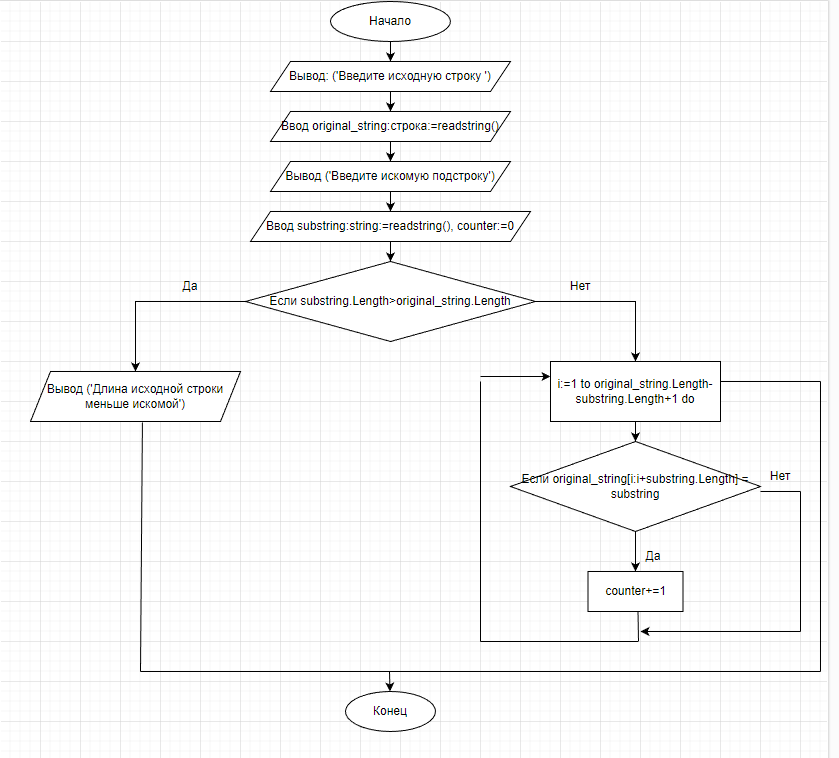 Начало
Вывод: ('Введите исходную строку ')
Ввод original_string:строка:=readstring()
Вывод ('Введите искомую подстроку')
Ввод substring:string:=readstring(), counter:=0
Да
Нет
Если substring.Length>original_string.Length
Вывод ('Длина исходной строки
меньше искомой')
i:=1 to original_string.Length-
substring.Length+1 do
Если original_string[i:i+substring.Length] =
substring
Нет
Да
counter+=1
Конец